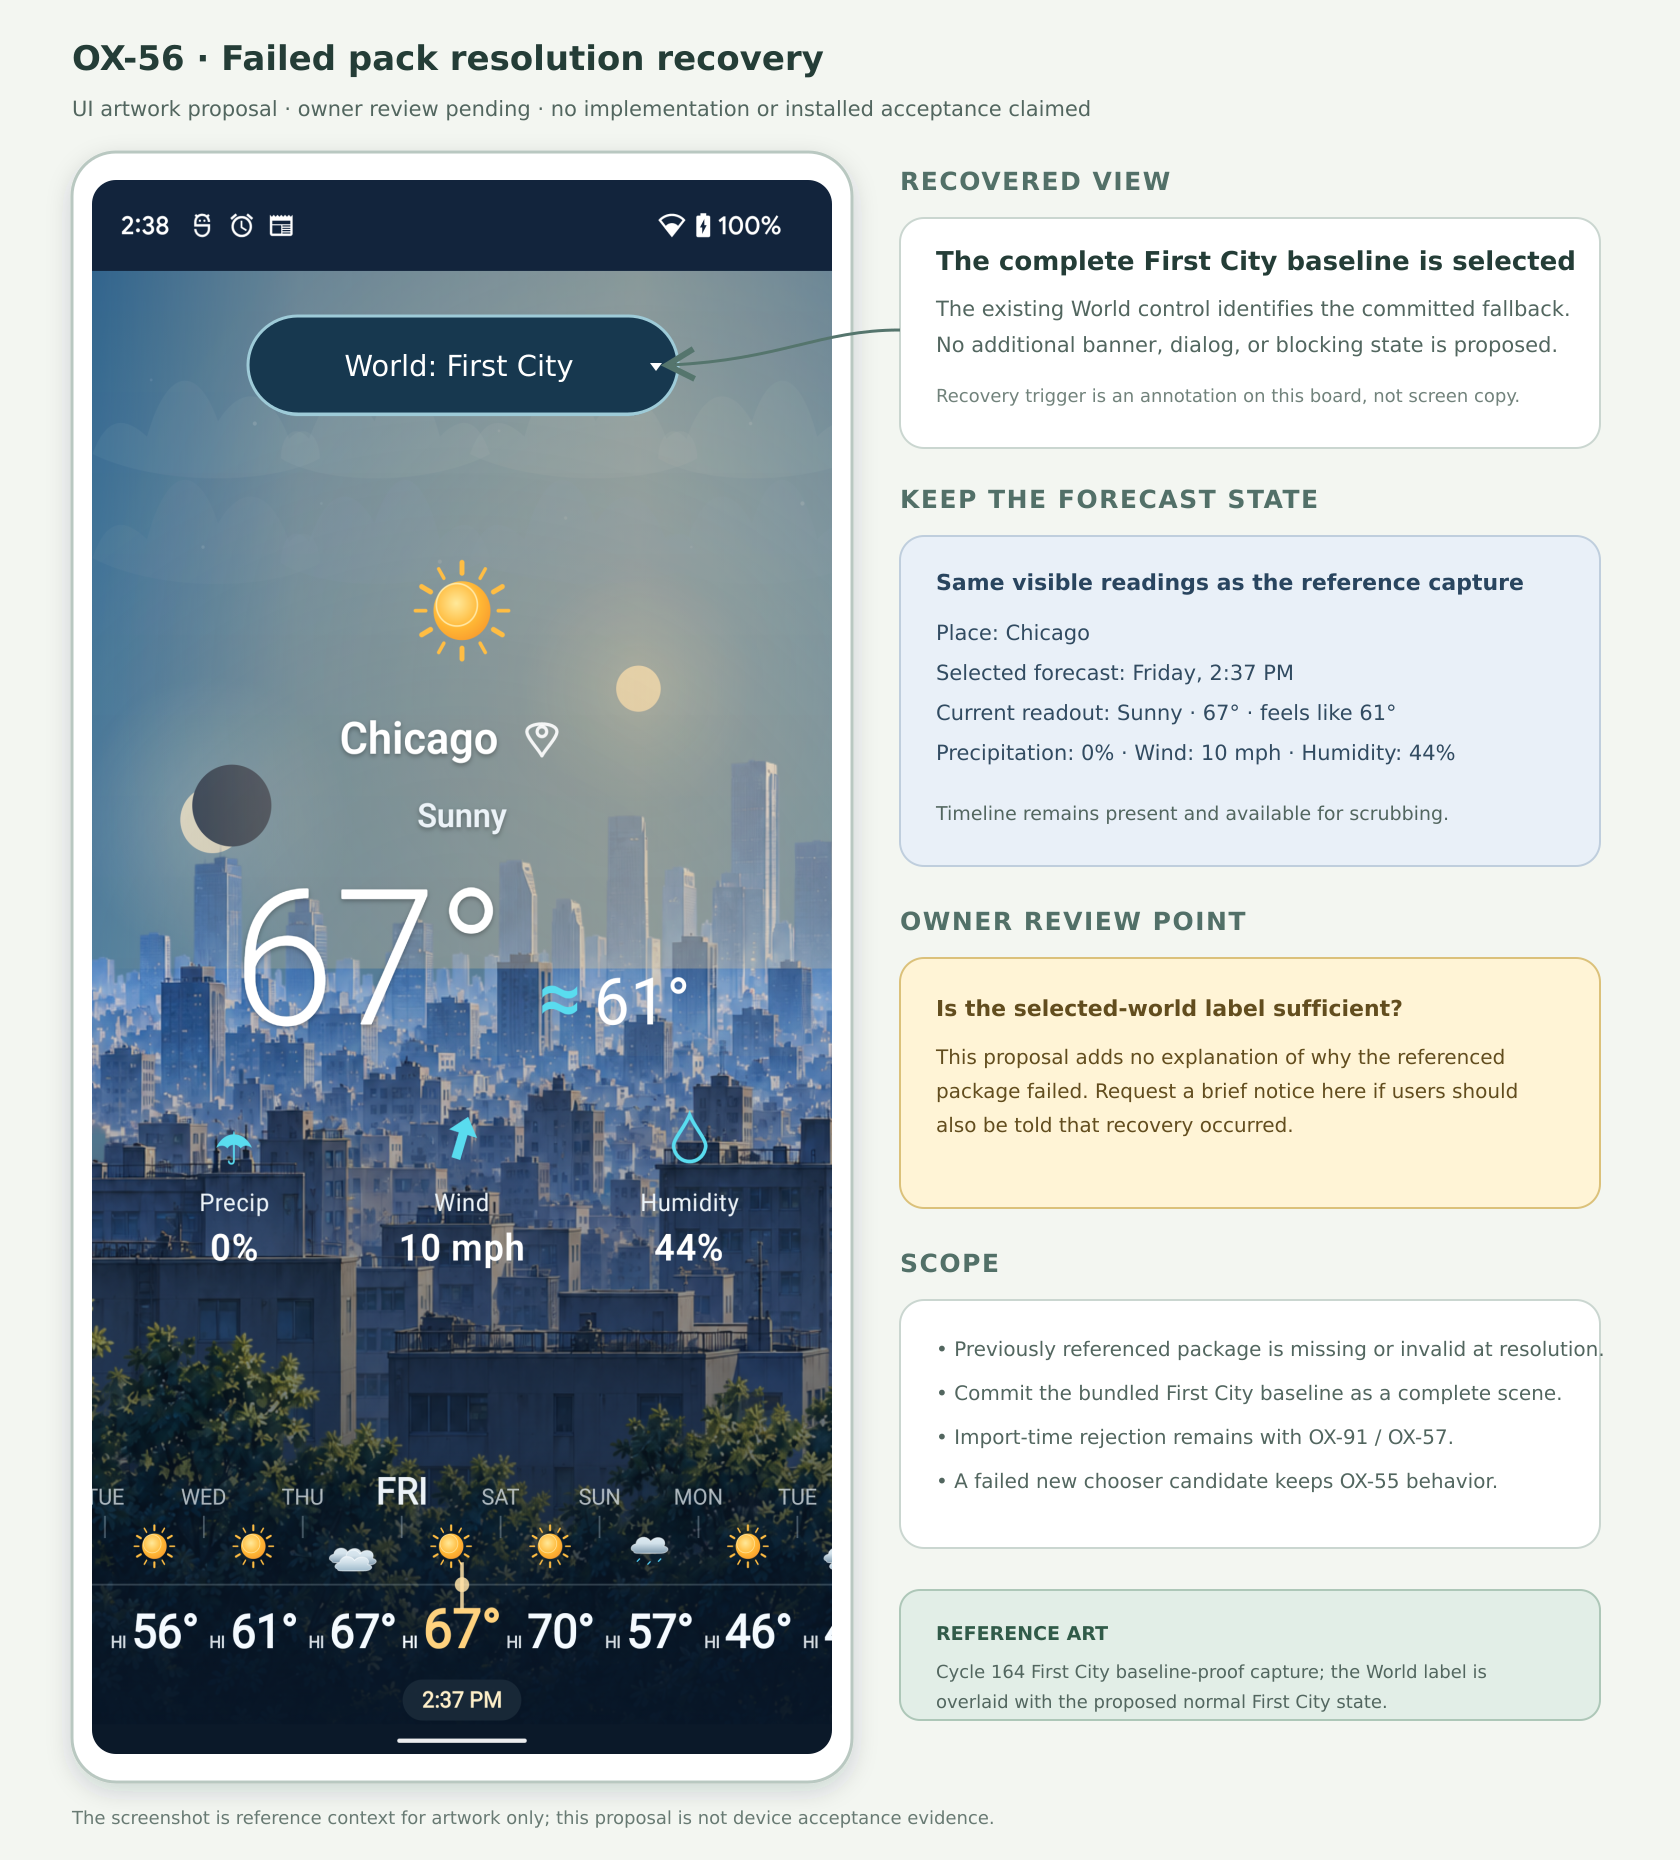 OX-56 · Failed pack resolution recovery
UI artwork proposal · owner review pending · no implementation or installed acceptance claimed
2:38
100%
World: First City
Chicago
Sunny
67°
≈ 61°
Precip
Wind
Humidity
0%
10 mph
44%
TUE WED THU FRI SAT SUN MON TUE
HI 56° HI 61° HI 67° HI 67° HI 70° HI 57° HI 46° HI
2:37 PM
RECOVERED VIEW
The complete First City baseline is selected
The existing World control identifies the committed fallback.
No additional banner, dialog, or blocking state is proposed.
Recovery trigger is an annotation on this board, not screen copy.
KEEP THE FORECAST STATE
Same visible readings as the reference capture
Place: Chicago
Selected forecast: Friday, 2:37 PM
Current readout: Sunny · 67° · feels like 61°
Precipitation: 0% · Wind: 10 mph · Humidity: 44%
Timeline remains present and available for scrubbing.
OWNER REVIEW POINT
Is the selected-world label sufficient?
This proposal adds no explanation of why the referenced
package failed. Request a brief notice here if users should
also be told that recovery occurred.
SCOPE
• Previously referenced package is missing or invalid at resolution.
• Commit the bundled First City baseline as a complete scene.
• Import-time rejection remains with OX-91 / OX-57.
• A failed new chooser candidate keeps OX-55 behavior.
REFERENCE ART
Cycle 164 First City baseline-proof capture; the World label is
overlaid with the proposed normal First City state.
The screenshot is reference context for artwork only; this proposal is not device acceptance evidence.